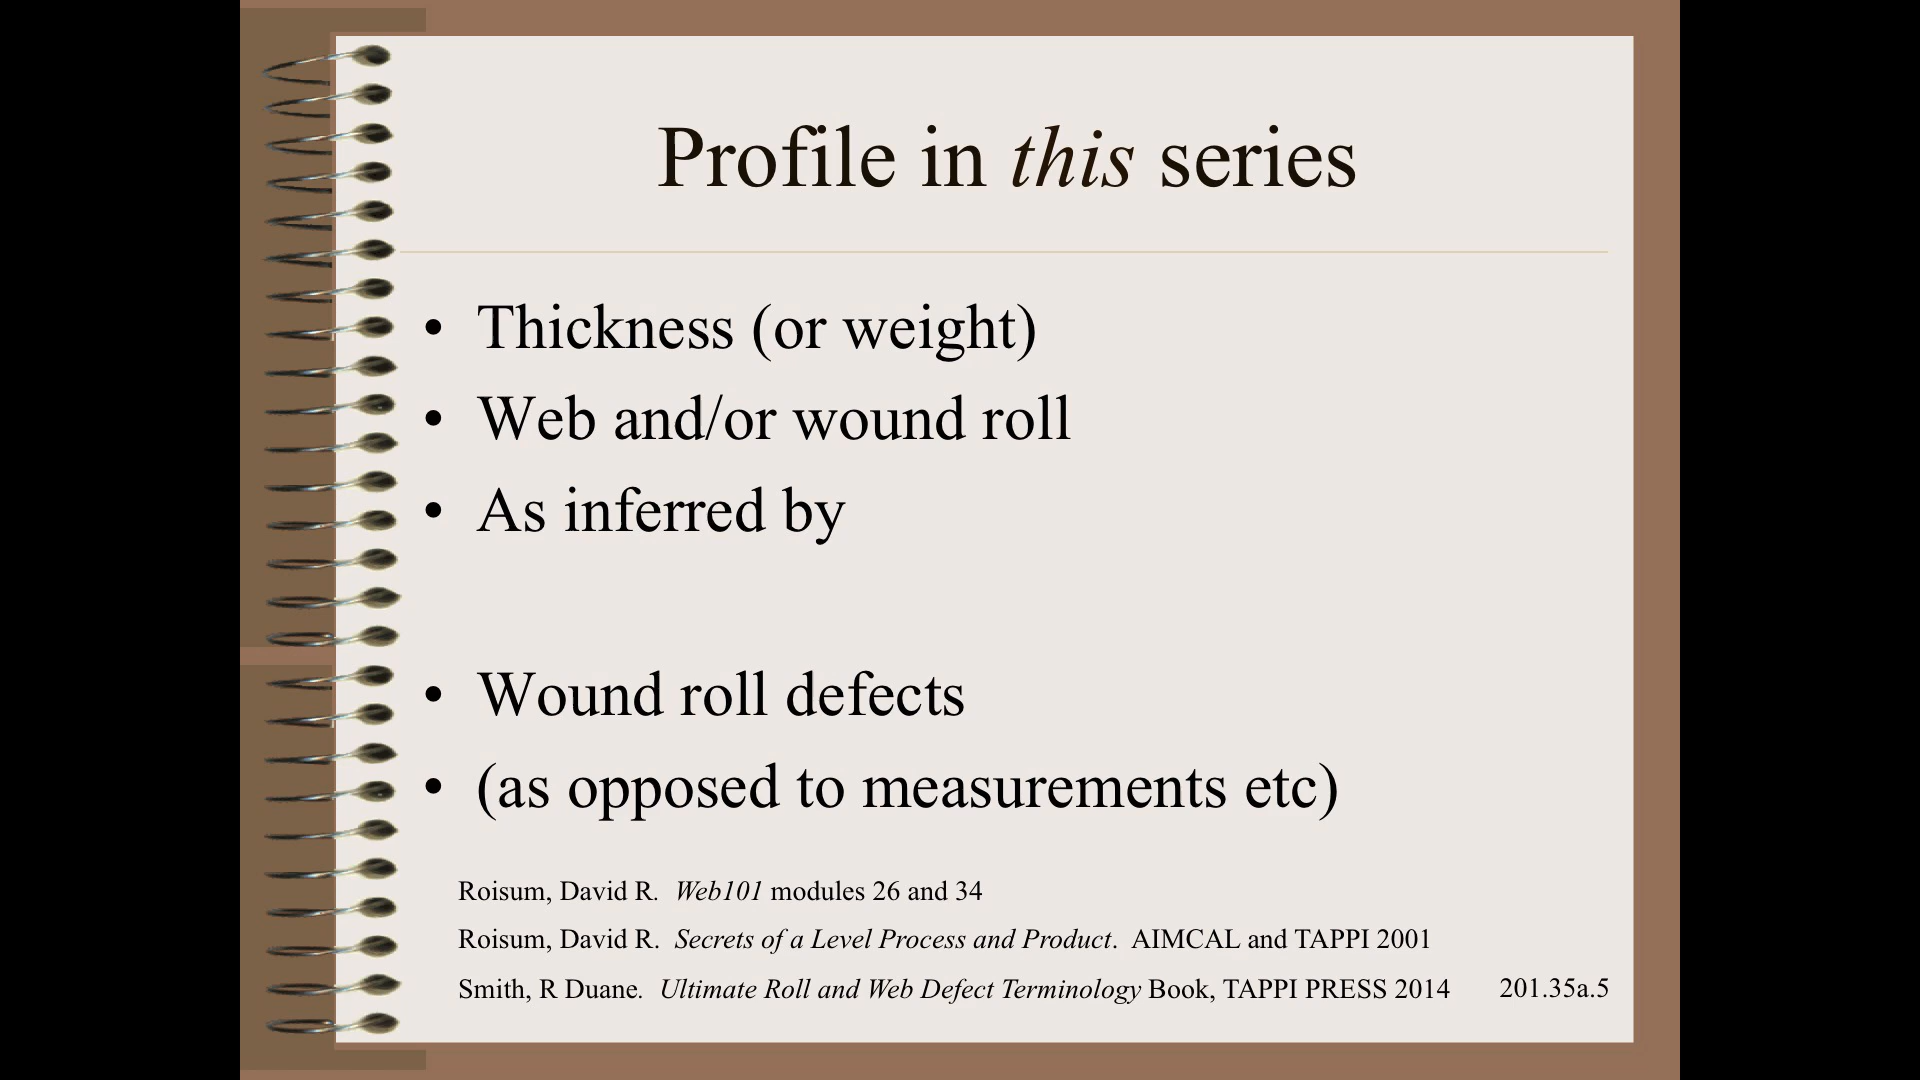 Profile in this series
• Thickness (or weight)
• Web and/or wound roll
• As inferred by
• Wound roll defects
• (as opposed to measurements etc)
Roisum, David R.  Web101 modules 26 and 34
Roisum, David R.  Secrets of a Level Process and Product.  AIMCAL and TAPPI 2001
Smith, R Duane.  Ultimate Roll and Web Defect Terminology Book, TAPPI PRESS 2014
201.35a.5